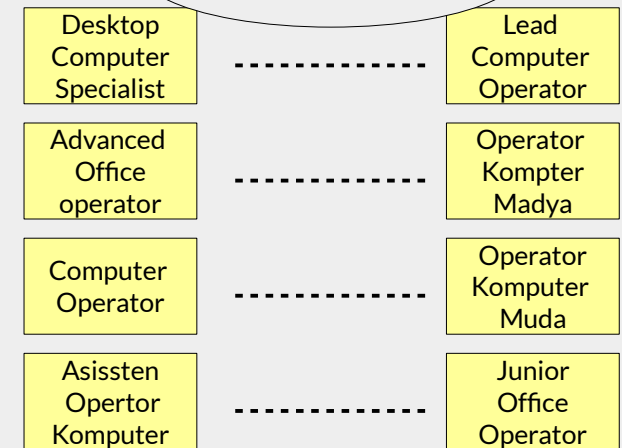 Desktop
Computer
Specialist
Lead
Computer
Operator
Advanced
Office
operator
Operator
Kompter
Madya
Computer
Operator
Operator
Komputer
Muda
Asissten
Opertor
Komputer
Junior
Office
Operator